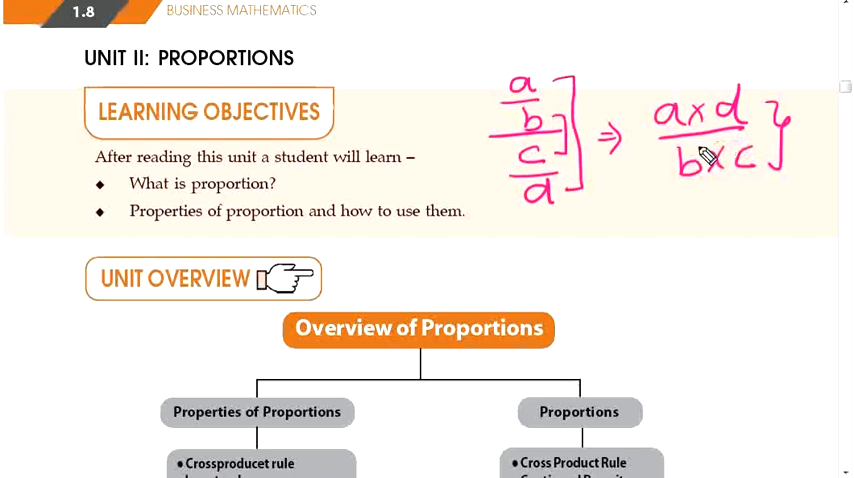 1.8 BUSINESS MATHEMATICS
UNIT II: PROPORTIONS
LEARNING OBJECTIVES
After reading this unit a student will learn –
◆ What is proportion?
◆ Properties of proportion and how to use them.
a
b
c
d
⇒
a×d
b×c
UNIT OVERVIEW
Overview of Proportions
Properties of Proportions
Proportions
• Crossproducet rule
• Cross Product Rule